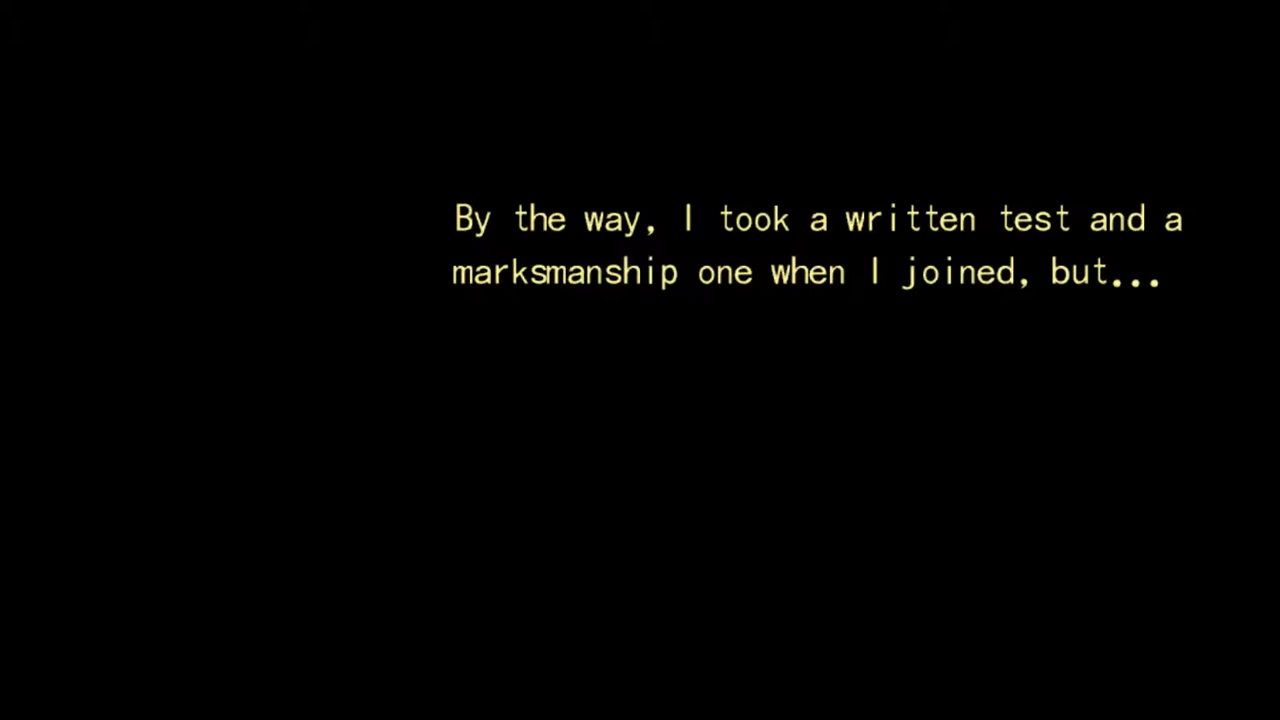 By the way, I took a written test and a
marksmanship one when I joined, but...